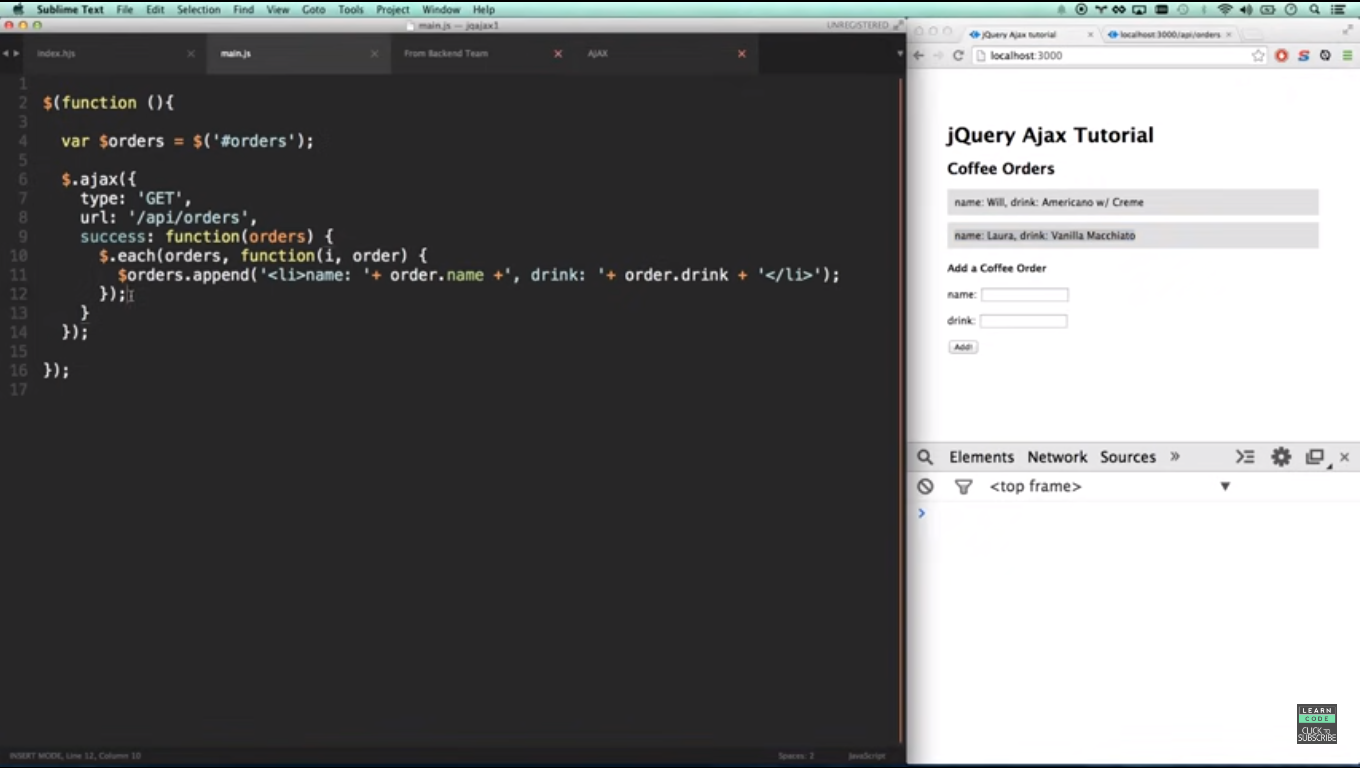 Sublime Text File Edit Selection Find View Goto Tools Project Window Help
main.js — jqajax1
UNREGISTERED
index.hjs main.js From Backend Team AJAX
1
2 $(function (){
3
4 var $orders = $('#orders');
5
6 $.ajax({
7 type: 'GET',
8 url: '/api/orders',
9 success: function(orders) {
10 $.each(orders, function(i, order) {
11 $orders.append('<li>name: '+ order.name +', drink: '+ order.drink + '</li>');
12 });
13 }
14 });
15
16 });
17
INSERT MODE, Line 12, Column 10 Spaces: 2 JavaScript
jQuery Ajax tutorial localhost:3000/api/orders
localhost:3000
jQuery Ajax Tutorial
Coffee Orders
name: Will, drink: Americano w/ Creme
name: Laura, drink: Vanilla Macchiato
Add a Coffee Order
name:
drink:
Add!
Elements Network Sources »
<top frame>
LEARN
CODE
CLICK TO
SUBSCRIBE